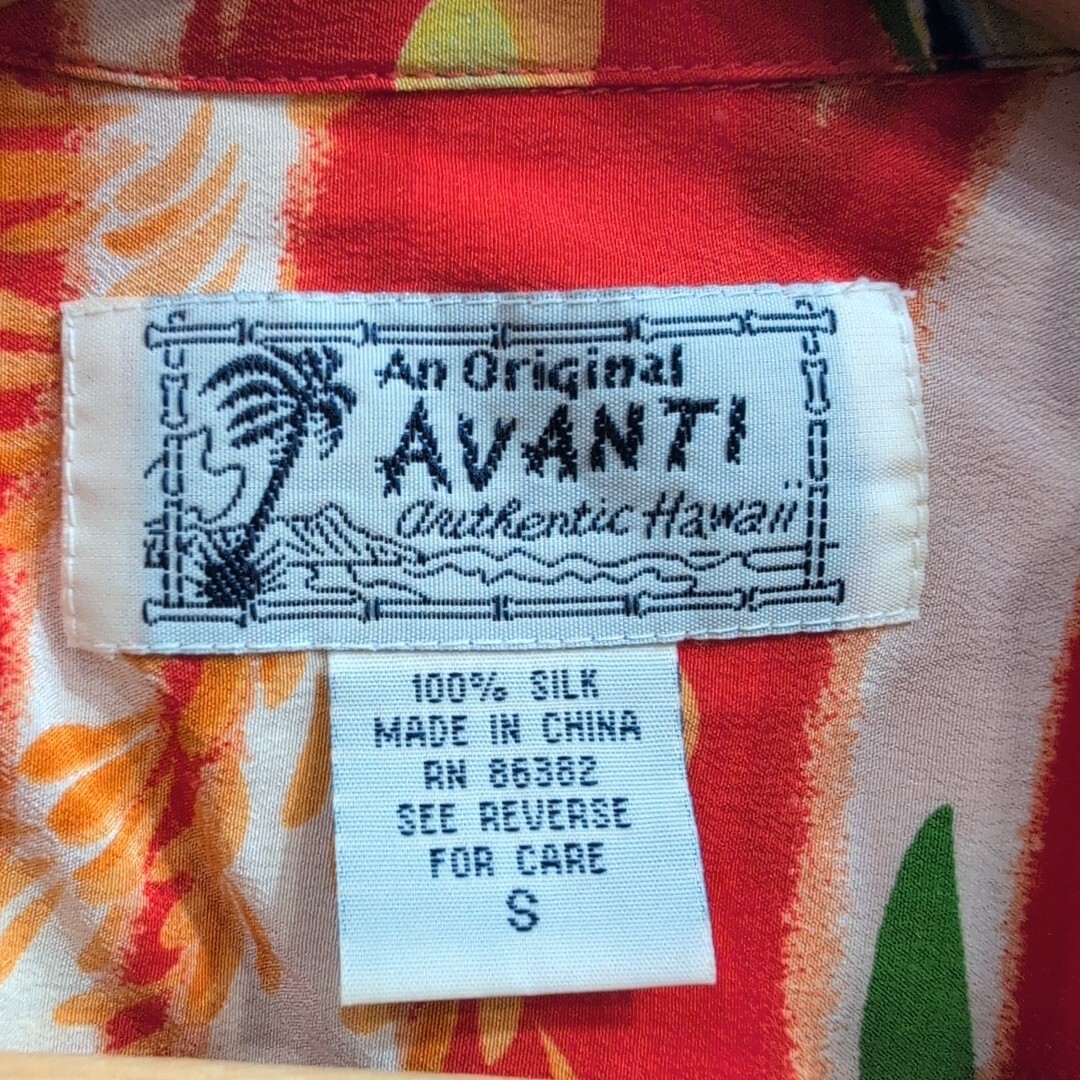 An Original
AVANTI
authentic Hawaii
100% SILK
MADE IN CHINA
RN 86382
SEE REVERSE
FOR CARE
S